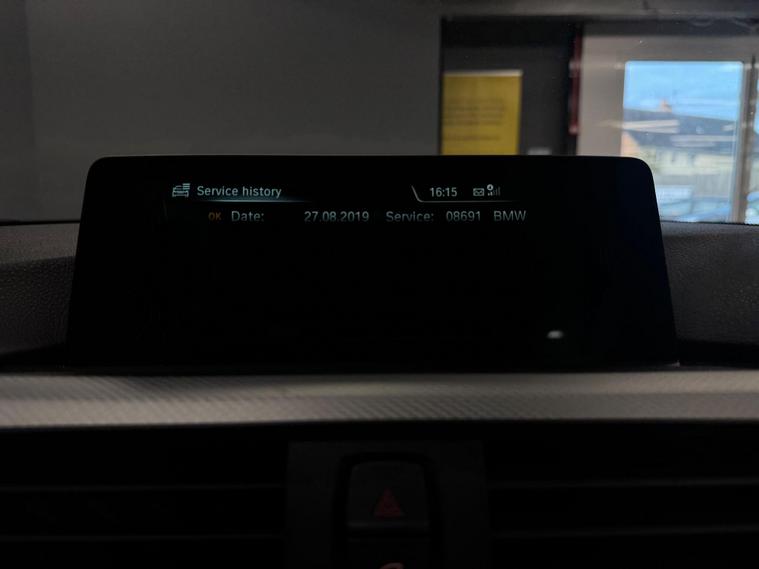 Service history 16:15
OK Date: 27.08.2019 Service: 08691 BMW